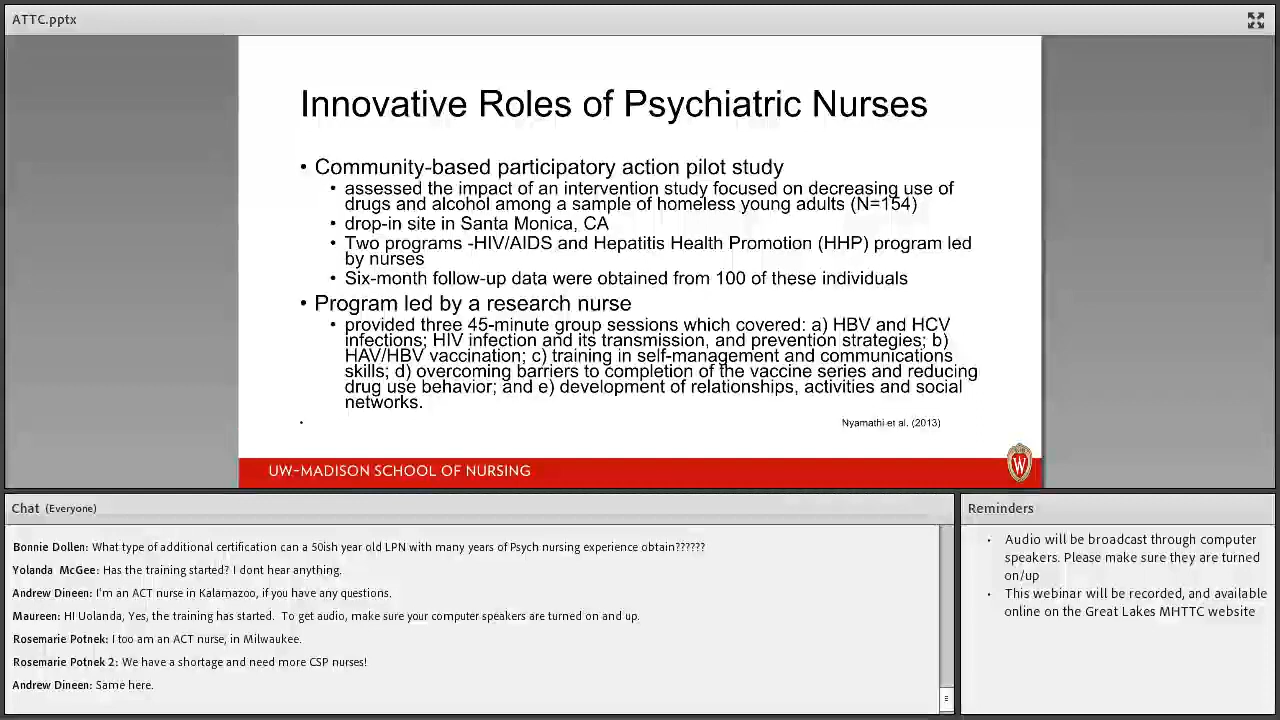 ATTC.pptx
Innovative Roles of Psychiatric Nurses
• Community-based participatory action pilot study
• assessed the impact of an intervention study focused on decreasing use of
drugs and alcohol among a sample of homeless young adults (N=154)
• drop-in site in Santa Monica, CA
• Two programs -HIV/AIDS and Hepatitis Health Promotion (HHP) program led
by nurses
• Six-month follow-up data were obtained from 100 of these individuals
• Program led by a research nurse
• provided three 45-minute group sessions which covered: a) HBV and HCV
infections; HIV infection and its transmission, and prevention strategies; b)
HAV/HBV vaccination; c) training in self-management and communications
skills; d) overcoming barriers to completion of the vaccine series and reducing
drug use behavior; and e) development of relationships, activities and social
networks.
• Nyamathi et al. (2013)
UW-MADISON SCHOOL OF NURSING
W
Chat (Everyone)
Bonnie Dollen: What type of additional certification can a 50ish year old LPN with many years of Psych nursing experience obtain??????
Yolanda McGee: Has the training started? I dont hear anything.
Andrew Dineen: I'm an ACT nurse in Kalamazoo, if you have any questions.
Maureen: HI Uolanda, Yes, the training has started. To get audio, make sure your computer speakers are turned on and up.
Rosemarie Potnek: I too am an ACT nurse, in Milwaukee.
Rosemarie Potnek 2: We have a shortage and need more CSP nurses!
Andrew Dineen: Same here.
Reminders
• Audio will be broadcast through computer
speakers. Please make sure they are turned
on/up
• This webinar will be recorded, and available
online on the Great Lakes MHTTC website